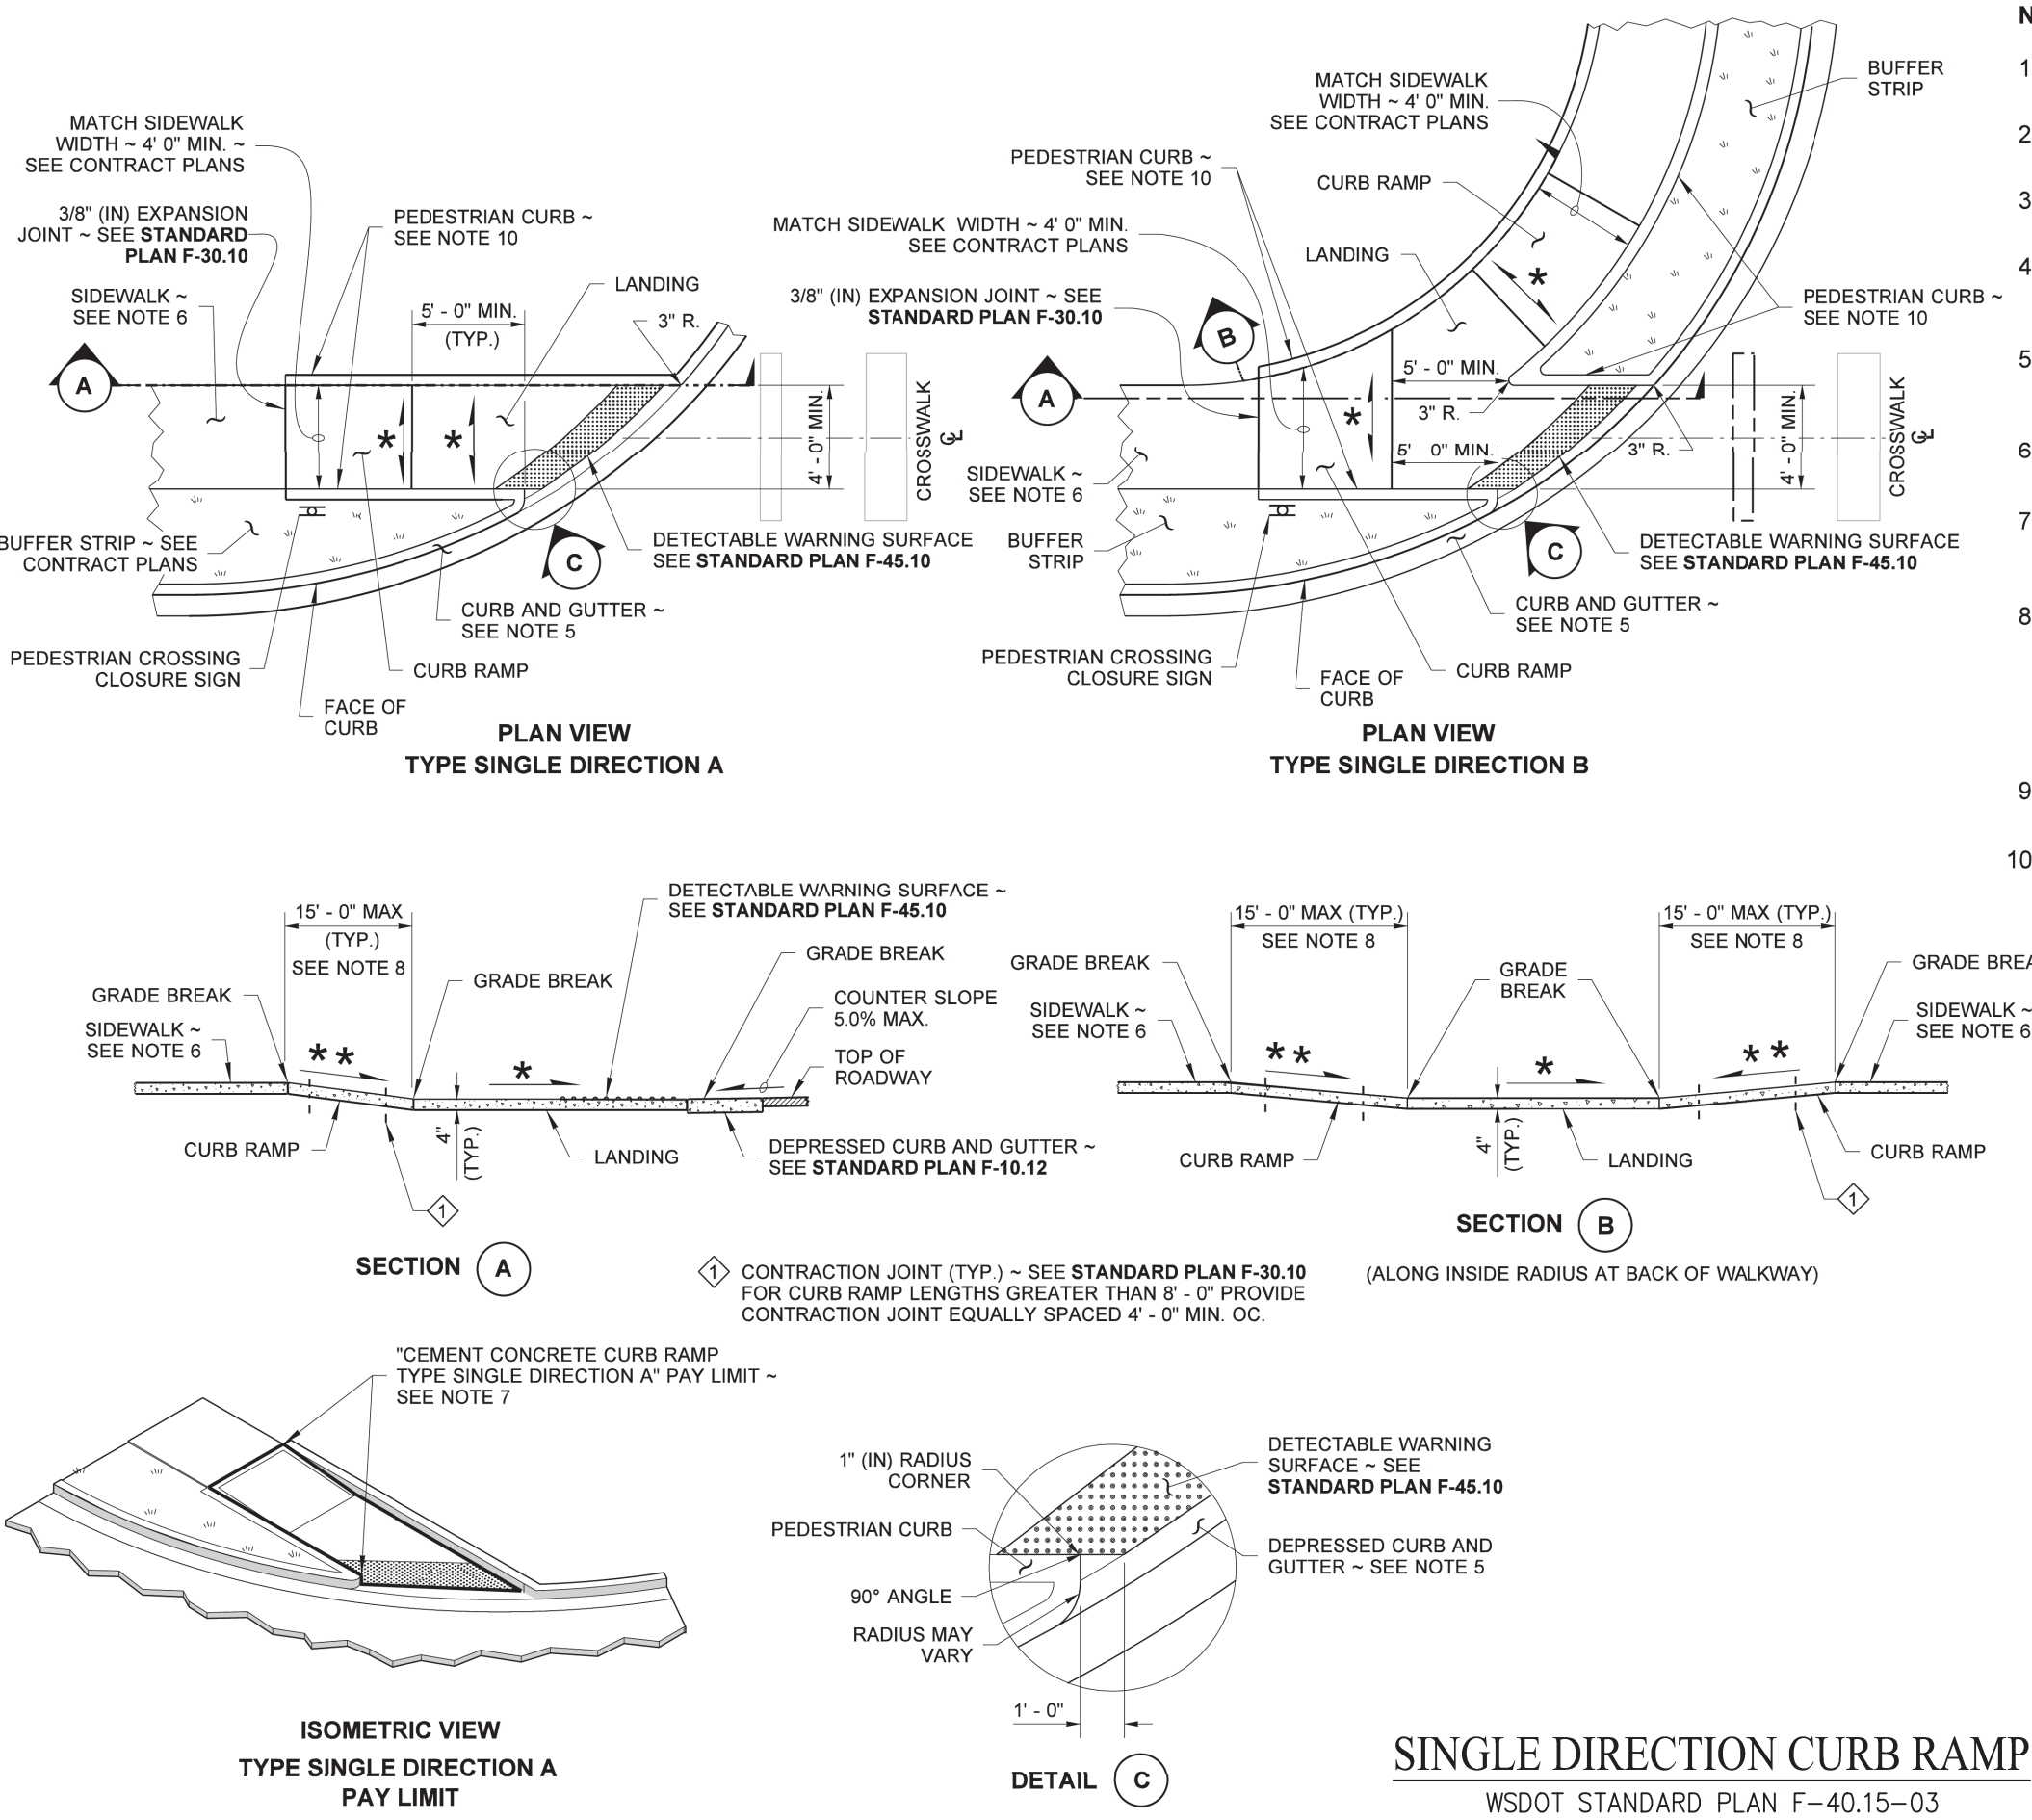 MATCH SIDEWALK
WIDTH ~ 4' 0" MIN. ~
SEE CONTRACT PLANS
3/8" (IN) EXPANSION
JOINT ~ SEE STANDARD
PLAN F-30.10
SIDEWALK ~
SEE NOTE 6
A
PEDESTRIAN CURB ~
SEE NOTE 10
5' - 0" MIN.
(TYP.)
LANDING
3" R.
*
*
4' - 0" MIN.
CROSSWALK
℄
BUFFER STRIP ~ SEE
CONTRACT PLANS
C
DETECTABLE WARNING SURFACE
SEE STANDARD PLAN F-45.10
CURB AND GUTTER ~
SEE NOTE 5
PEDESTRIAN CROSSING
CLOSURE SIGN
CURB RAMP
FACE OF
CURB
PLAN VIEW
TYPE SINGLE DIRECTION A
MATCH SIDEWALK
WIDTH ~ 4' 0" MIN.
SEE CONTRACT PLANS
BUFFER
STRIP
PEDESTRIAN CURB ~
SEE NOTE 10
CURB RAMP
MATCH SIDEWALK WIDTH ~ 4' 0" MIN.
SEE CONTRACT PLANS
LANDING
*
3/8" (IN) EXPANSION JOINT ~ SEE
STANDARD PLAN F-30.10
PEDESTRIAN CURB ~
SEE NOTE 10
B
A
5' - 0" MIN.
3" R.
*
5' 0" MIN.
3" R.
4' - 0" MIN.
CROSSWALK
℄
SIDEWALK ~
SEE NOTE 6
BUFFER
STRIP
C
DETECTABLE WARNING SURFACE
SEE STANDARD PLAN F-45.10
CURB AND GUTTER ~
SEE NOTE 5
PEDESTRIAN CROSSING
CLOSURE SIGN
CURB RAMP
FACE OF
CURB
PLAN VIEW
TYPE SINGLE DIRECTION B
N
1
2
3
4
5
6
7
8
9
10
15' - 0" MAX
(TYP.)
SEE NOTE 8
DETECTABLE WARNING SURFACE ~
SEE STANDARD PLAN F-45.10
GRADE BREAK
GRADE BREAK
GRADE BREAK
COUNTER SLOPE
5.0% MAX.
SIDEWALK ~
SEE NOTE 6
* *
*
TOP OF
ROADWAY
CURB RAMP
4"
(TYP.)
LANDING
DEPRESSED CURB AND GUTTER ~
SEE STANDARD PLAN F-10.12
1
SECTION A
15' - 0" MAX (TYP.)
SEE NOTE 8
15' - 0" MAX (TYP.)
SEE NOTE 8
GRADE BREAK
GRADE
BREAK
GRADE BREA
SIDEWALK ~
SEE NOTE 6
SIDEWALK ~
SEE NOTE 6
* *
*
* *
CURB RAMP
4"
(TYP.)
LANDING
CURB RAMP
1
SECTION B
(ALONG INSIDE RADIUS AT BACK OF WALKWAY)
1 CONTRACTION JOINT (TYP.) ~ SEE STANDARD PLAN F-30.10
FOR CURB RAMP LENGTHS GREATER THAN 8' - 0" PROVIDE
CONTRACTION JOINT EQUALLY SPACED 4' - 0" MIN. OC.
"CEMENT CONCRETE CURB RAMP
TYPE SINGLE DIRECTION A" PAY LIMIT ~
SEE NOTE 7
ISOMETRIC VIEW
TYPE SINGLE DIRECTION A
PAY LIMIT
1" (IN) RADIUS
CORNER
DETECTABLE WARNING
SURFACE ~ SEE
STANDARD PLAN F-45.10
PEDESTRIAN CURB
DEPRESSED CURB AND
GUTTER ~ SEE NOTE 5
90° ANGLE
RADIUS MAY
VARY
1' - 0"
DETAIL C
SINGLE DIRECTION CURB RAMP
WSDOT STANDARD PLAN F-40.15-03